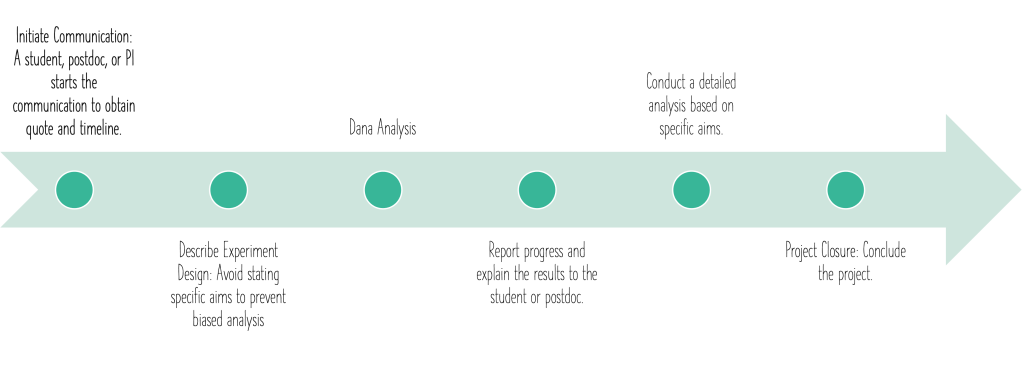 Initiate Communication:
A student, postdoc, or PI
starts the
communication to obtain
quote and timeline.
Describe Experiment
Design: Avoid stating
specific aims to prevent
biased analysis
Dana Analysis
Report progress and
explain the results to the
student or postdoc.
Conduct a detailed
analysis based on
specific aims.
Project Closure: Conclude
the project.